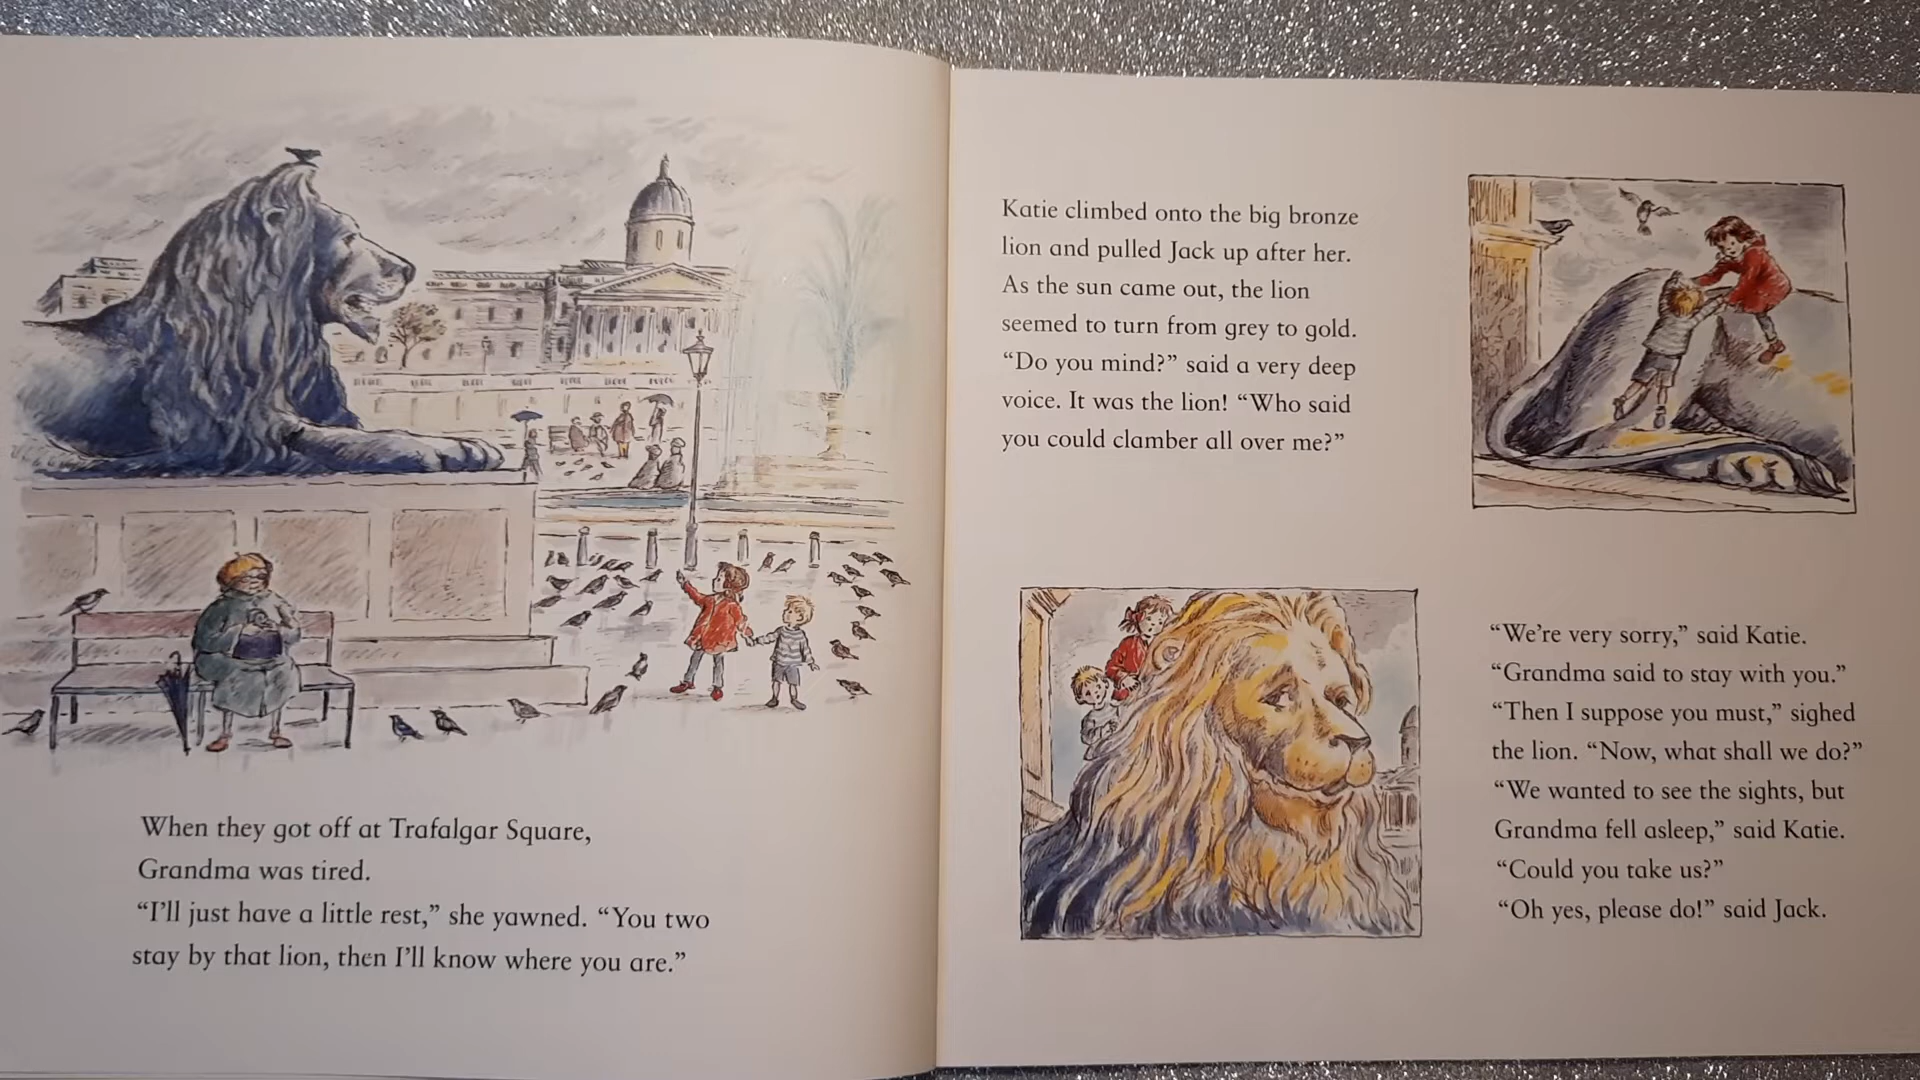 When they got off at Trafalgar Square,
Grandma was tired.
“I’ll just have a little rest,” she yawned. “You two
stay by that lion, then I’ll know where you are.”
Katie climbed onto the big bronze
lion and pulled Jack up after her.
As the sun came out, the lion
seemed to turn from grey to gold.
“Do you mind?” said a very deep
voice. It was the lion! “Who said
you could clamber all over me?”
“We’re very sorry,” said Katie.
“Grandma said to stay with you.”
“Then I suppose you must,” sighed
the lion. “Now, what shall we do?”
“We wanted to see the sights, but
Grandma fell asleep,” said Katie.
“Could you take us?”
“Oh yes, please do!” said Jack.